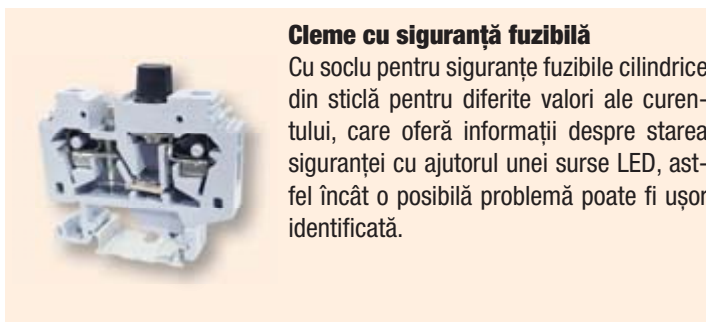 Cleme cu siguranță fuzibilă
Cu soclu pentru siguranțe fuzibile cilindrice
din sticlă pentru diferite valori ale curen-
tului, care oferă informații despre starea
siguranței cu ajutorul unei surse LED, ast-
fel încât o posibilă problemă poate fi ușor
identificată.